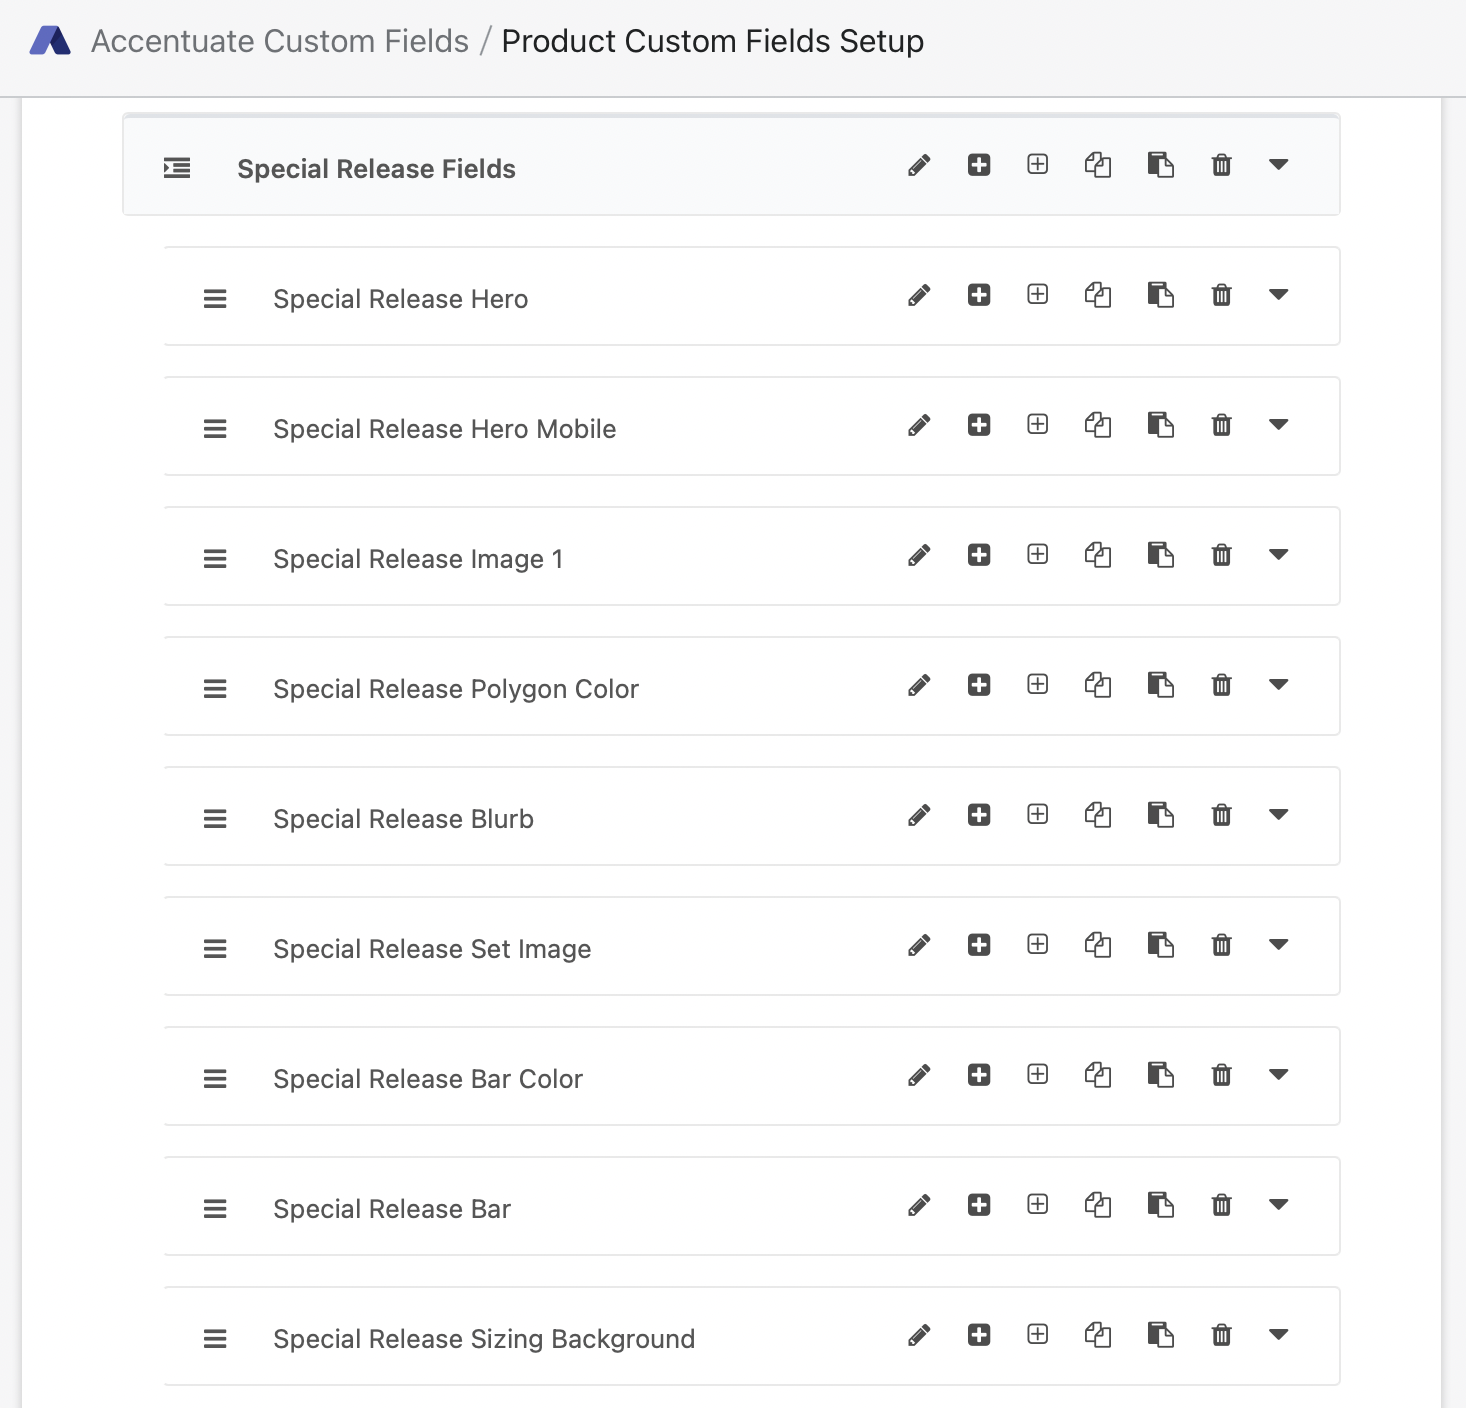 Accentuate Custom Fields / Product Custom Fields Setup
Special Release Fields
Special Release Hero
Special Release Hero Mobile
Special Release Image 1
Special Release Polygon Color
Special Release Blurb
Special Release Set Image
Special Release Bar Color
Special Release Bar
Special Release Sizing Background